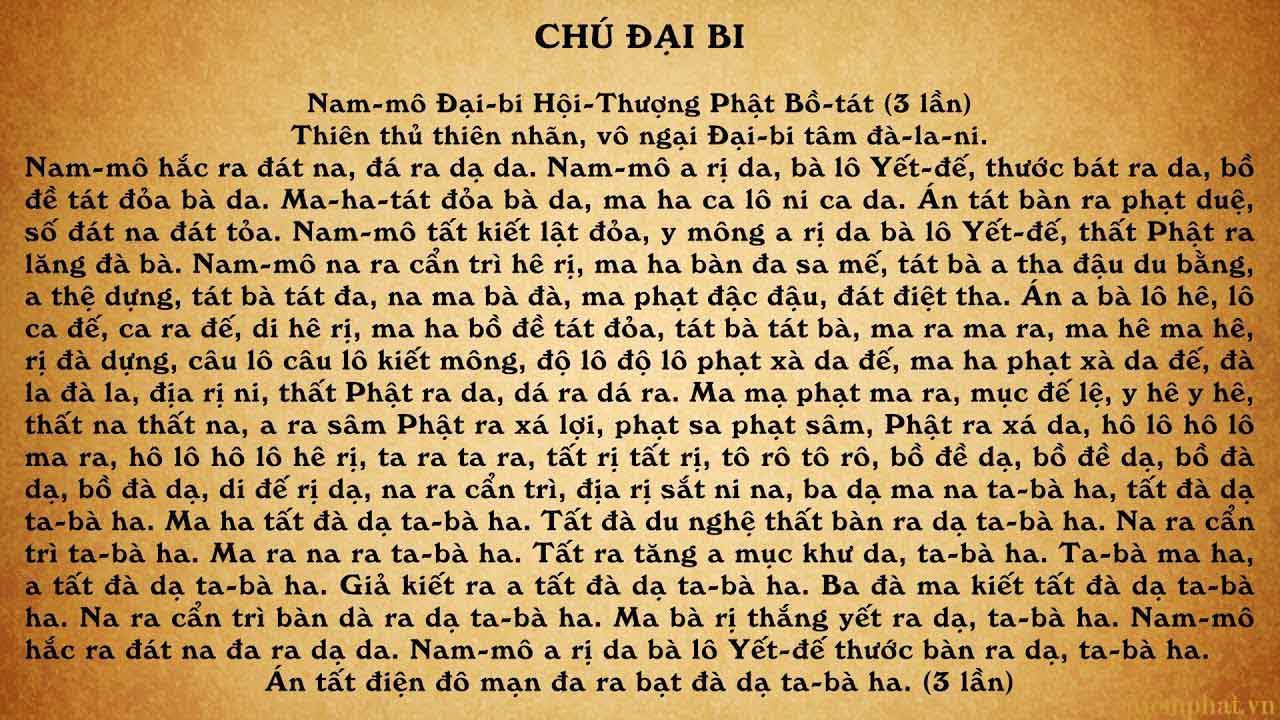 CHÚ ĐẠI BI
Nam-mô Đại-bi Hội-Thượng Phật Bồ-tát (3 lần)
Thiên thủ thiên nhãn, vô ngại Đại-bi tâm đà-la-ni.
Nam-mô hắc ra đát na, đá ra dạ da. Nam-mô a rị da, bà lô Yết-đế, thước bát ra da, bồ
đề tát đỏa bà da. Ma-ha-tát đỏa bà da, ma ha ca lô ni ca da. Án tát bàn ra phạt duệ,
số đát na đát tỏa. Nam-mô tất kiết lật đỏa, y mông a rị da bà lô Yết-đế, thất Phật ra
lăng đà bà. Nam-mô na ra cẩn trì hê rị, ma ha bàn đa sa mế, tát bà a tha đậu du bằng,
a thệ dựng, tát bà tát đa, na ma bà đà, ma phạt đặc đậu, đát điệt tha. Án a bà lô hê, lô
ca đế, ca ra đế, di hê rị, ma ha bồ đề tát đỏa, tát bà tát bà, ma ra ma ra, ma hê ma hê,
rị đà dựng, câu lô câu lô kiết mông, độ lô độ lô phạt xà da đế, ma ha phạt xà da đế, đà
la đà la, địa rị ni, thất Phật ra da, dá ra dá ra. Ma mạ phạt ma ra, mục đế lệ, y hê y hê,
thất na thất na, a ra sâm Phật ra xá lợi, phạt sa phạt sâm, Phật ra xá da, hô lô hô lô
ma ra, hô lô hô lô hê rị, ta ra ta ra, tất rị tất rị, tô rô tô rô, bồ đề dạ, bồ đề dạ, bồ đà
dạ, bồ đà dạ, di đế rị dạ, na ra cẩn trì, địa rị sắt ni na, ba dạ ma na ta-bà ha, tất đà dạ
ta-bà ha. Ma ha tất đà dạ ta-bà ha. Tất đà du nghệ thất bàn ra dạ ta-bà ha. Na ra cẩn
trì ta-bà ha. Ma ra na ra ta-bà ha. Tất ra tăng a mục khư da, ta-bà ha. Ta-bà ma ha,
a tất đà dạ ta-bà ha. Giả kiết ra a tất đà dạ ta-bà ha. Ba đà ma kiết tất đà dạ ta-bà
ha. Na ra cẩn trì bàn dà ra dạ ta-bà ha. Ma bà rị thắng yết ra dạ, ta-bà ha. Nam-mô
hắc ra đát na đa ra dạ da. Nam-mô a rị da bà lô Yết-đế thước bàn ra dạ, ta-bà ha.
Án tất điện đô mạn đa ra bạt đà dạ ta-bà ha. (3 lần)